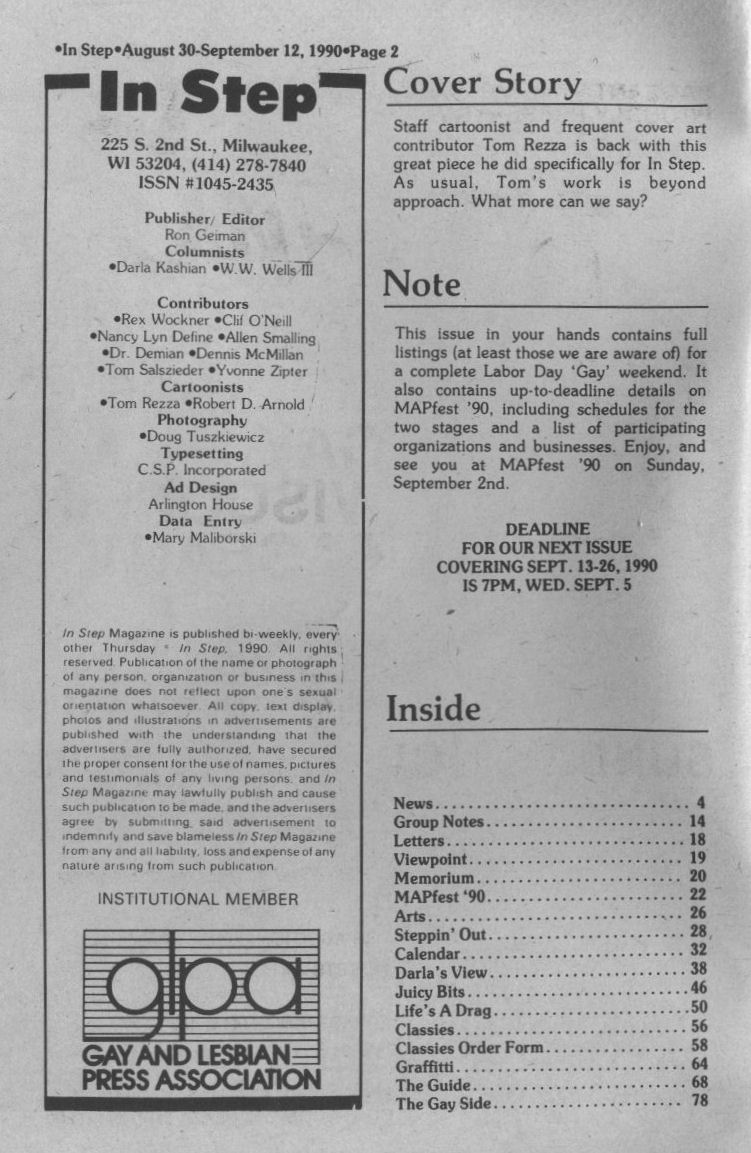 •In Step•August 30-September 12, 1990•Page 2
In Step
225 S. 2nd St., Milwaukee,
WI 53204, (414) 278-7840
ISSN #1045-2435
Publisher/ Editor
Ron Geiman
Columnists
•Darla Kashian •W.W. Wells III
Contributors
•Rex Wockner •Clif O'Neill
•Nancy Lyn Define •Allen Smalling
•Dr. Demian •Dennis McMillan
•Tom Salszieder •Yvonne Zipter
Cartoonists
•Tom Rezza •Robert D. Arnold
Photography
•Doug Tuszkiewicz
Typesetting
C.S.P. Incorporated
Ad Design
Arlington House
Data Entry
•Mary Maliborski
In Step Magazine is published bi-weekly, every
other Thursday © In Step, 1990. All rights
reserved. Publication of the name or photograph
of any person, organization or business in this
magazine does not reflect upon one's sexual
orientation whatsoever. All copy, text display,
photos and illustrations in advertisements are
published with the understanding that the
advertisers are fully authorized, have secured
the proper consent for the use of names, pictures
and testimonials of any living persons, and In
Step Magazine may lawfully publish and cause
such publication to be made, and the advertisers
agree by submitting said advertisement to
indemnify and save blameless In Step Magazine
from any and all liability, loss and expense of any
nature arising from such publication.
INSTITUTIONAL MEMBER
gpa
GAY AND LESBIAN
PRESS ASSOCIATION
Cover Story
Staff cartoonist and frequent cover art
contributor Tom Rezza is back with this
great piece he did specifically for In Step.
As usual, Tom's work is beyond
approach. What more can we say?
Note
This issue in your hands contains full
listings (at least those we are aware of) for
a complete Labor Day 'Gay' weekend. It
also contains up-to-deadline details on
MAPfest '90, including schedules for the
two stages and a list of participating
organizations and businesses. Enjoy, and
see you at MAPfest '90 on Sunday,
September 2nd.
DEADLINE
FOR OUR NEXT ISSUE
COVERING SEPT. 13-26, 1990
IS 7PM, WED. SEPT. 5
Inside
News............................... 4
Group Notes........................ 14
Letters............................. 18
Viewpoint.......................... 19
Memorium......................... 20
MAPfest '90........................ 22
Arts............................... 26
Steppin' Out........................ 28
Calendar........................... 32
Darla's View........................ 38
Juicy Bits...........................46
Life's A Drag........................50
Classies............................ 56
Classies Order Form................. 58
Graffitti............................ 64
The Guide.......................... 68
The Gay Side....................... 78